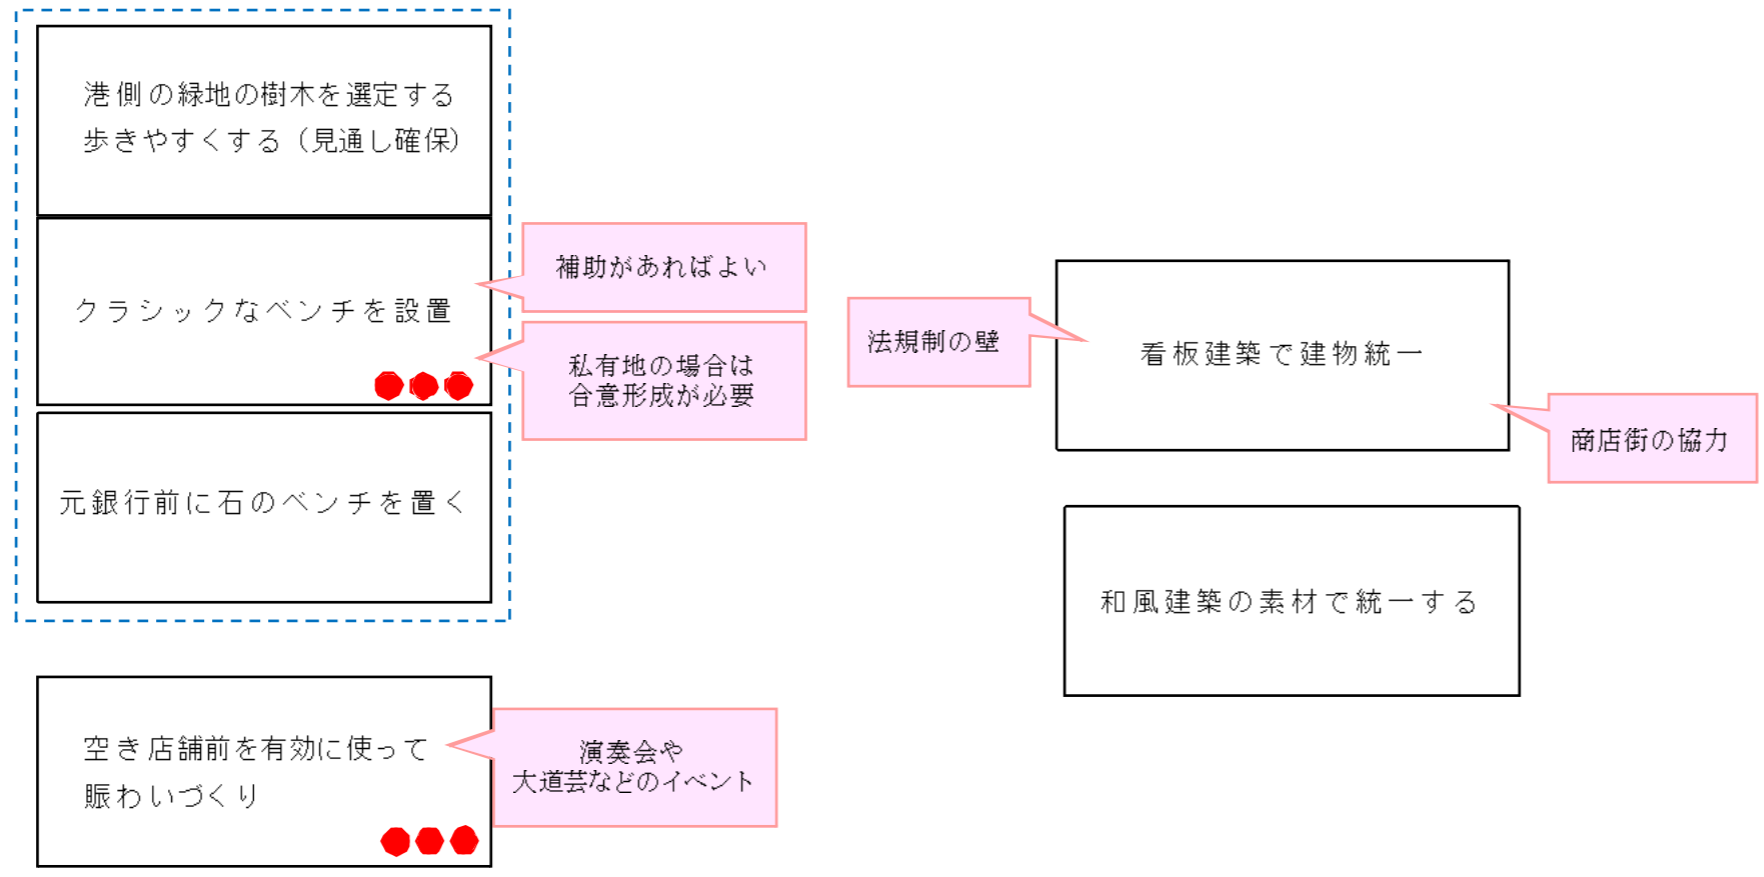 港側の緑地の樹木を選定する
歩きやすくする（見通し確保）
クラシックなベンチを設置
補助があればよい
私有地の場合は
合意形成が必要
元銀行前に石のベンチを置く
空き店舗前を有効に使って
賑わいづくり
演奏会や
大道芸などのイベント
法規制の壁
看板建築で建物統一
商店街の協力
和風建築の素材で統一する